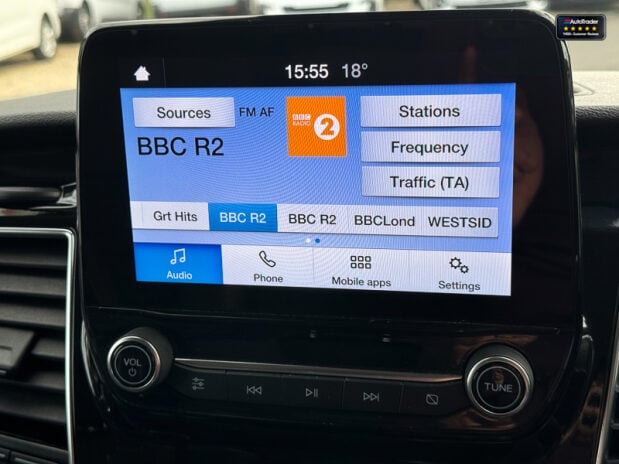 AutoTrader
15:55 18°
Sources FM AF BBC RADIO 2 Stations
BBC R2 Frequency
Traffic (TA)
Grt Hits BBC R2 BBC R2 BBCLond WESTSID
Audio Phone Mobile apps Settings
VOL TUNE